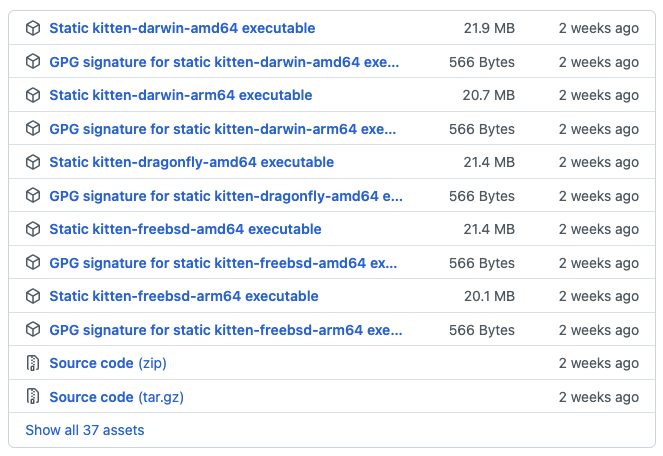 Static kitten-darwin-amd64 executable 21.9 MB 2 weeks ago
GPG signature for static kitten-darwin-amd64 exe... 566 Bytes 2 weeks ago
Static kitten-darwin-arm64 executable 20.7 MB 2 weeks ago
GPG signature for static kitten-darwin-arm64 exe... 566 Bytes 2 weeks ago
Static kitten-dragonfly-amd64 executable 21.4 MB 2 weeks ago
GPG signature for static kitten-dragonfly-amd64 e... 566 Bytes 2 weeks ago
Static kitten-freebsd-amd64 executable 21.4 MB 2 weeks ago
GPG signature for static kitten-freebsd-amd64 ex... 566 Bytes 2 weeks ago
Static kitten-freebsd-arm64 executable 20.1 MB 2 weeks ago
GPG signature for static kitten-freebsd-arm64 exe... 566 Bytes 2 weeks ago
Source code (zip) 2 weeks ago
Source code (tar.gz) 2 weeks ago
Show all 37 assets